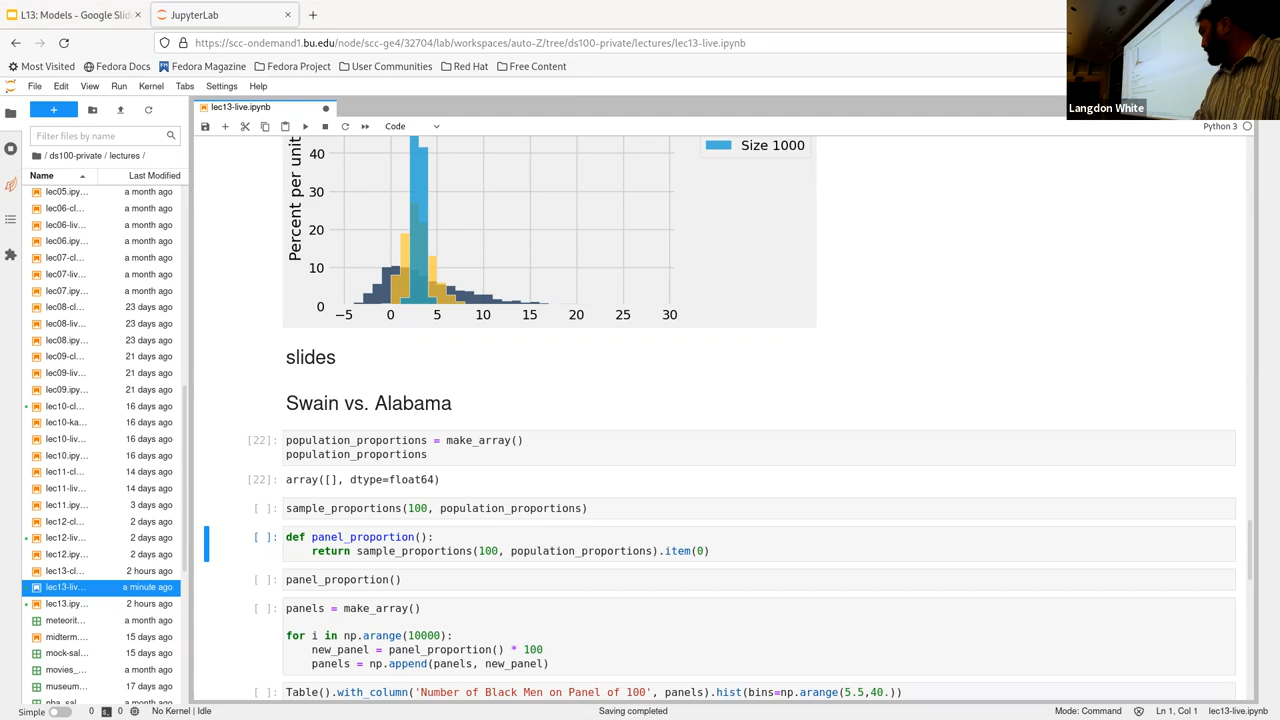 L13: Models - Google Slid
JupyterLab
https://scc-ondemand1.bu.edu/node/scc-ge4/32704/lab/workspaces/auto-Z/tree/ds100-private/lectures/lec13-live.ipynb
Most Visited Fedora Docs Fedora Magazine Fedora Project User Communities Red Hat Free Content
Langdon White
File Edit View Run Kernel Tabs Settings Help
lec13-live.ipynb
Code
Python 3
Filter files by name
/ ds100-private / lectures /
Name Last Modified
lec05.ipy... a month ago
lec06-cl... a month ago
lec06-liv... a month ago
lec06.ipy... a month ago
lec07-cl... a month ago
lec07-liv... a month ago
lec07.ipy... a month ago
lec08-cl... 23 days ago
lec08-liv... 23 days ago
lec08.ipy... 23 days ago
lec09-cl... 21 days ago
lec09-liv... 21 days ago
lec09.ipy... 21 days ago
lec10-cl... 16 days ago
lec10-ka... 16 days ago
lec10-liv... 16 days ago
lec10.ipy... 16 days ago
lec11-cl... 14 days ago
lec11-liv... 14 days ago
lec11.ipy... 3 days ago
lec12-cl... 2 days ago
lec12-liv... 2 days ago
lec12.ipy... 2 days ago
lec13-cl... 2 hours ago
lec13-liv... a minute ago
lec13.ipy... 2 hours ago
meteorit... a month ago
midterm.... 15 days ago
mock-sal... 15 days ago
movies_... a month ago
museum... 17 days ago
nba_sal... a month ago
Percent per unit
40
30
20
10
0
−5 0 5 10 15 20 25 30
Size 1000
slides
Swain vs. Alabama
[22]: population_proportions = make_array()
population_proportions
[22]: array([], dtype=float64)
[ ]: sample_proportions(100, population_proportions)
[ ]: def panel_proportion():
return sample_proportions(100, population_proportions).item(0)
[ ]: panel_proportion()
[ ]: panels = make_array()
for i in np.arange(10000):
new_panel = panel_proportion() * 100
panels = np.append(panels, new_panel)
[ ]: Table().with_column('Number of Black Men on Panel of 100', panels).hist(bins=np.arange(5.5,40.))
Simple 0 1 No Kernel | Idle
Saving completed
Mode: Command Ln 1, Col 1 lec13-live.ipynb